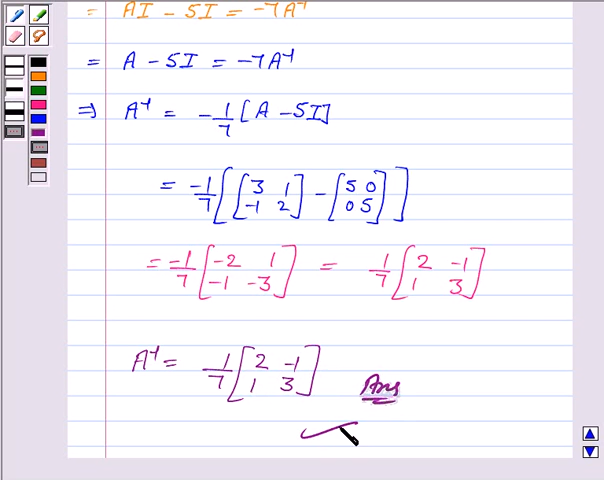 = AI - 5I = -7A⁻¹
= A - 5I = -7A⁻¹
⇒ A⁻¹ = -1/7 [A - 5I]
= -1/7 [[3 1; -1 2] - [5 0; 0 5]]
= -1/7 [-2 1; -1 -3] = 1/7 [2 -1; 1 3]
A⁻¹ = 1/7 [2 -1; 1 3] Ans